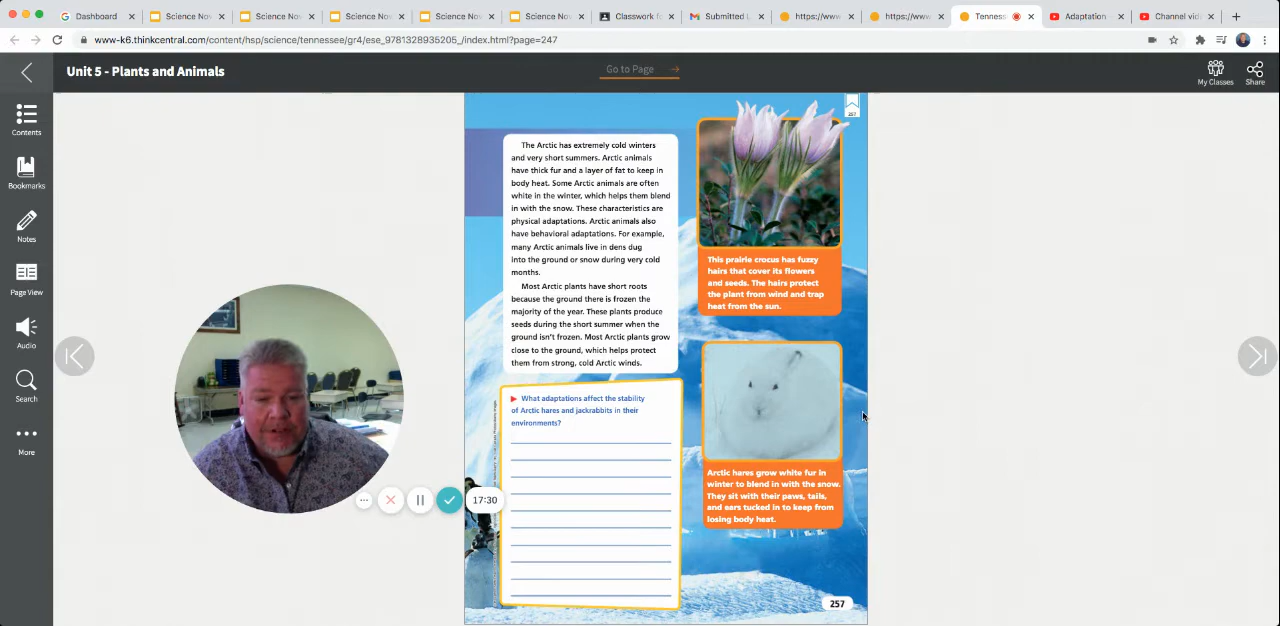 Dashboard
Science Nov
Science Nov
Science Nov
Science Nov
Science Nov
Classwork f
Submitted L
https://www
https://www
Tenness
Adaptation -
Channel vid
www-k6.thinkcentral.com/content/hsp/science/tennessee/gr4/ese_9781328935205_/index.html?page=247
Unit 5 - Plants and Animals
Go to Page →
My Classes
Share
Contents
Bookmarks
Notes
Page View
Audio
Search
More
257
The Arctic has extremely cold winters
and very short summers. Arctic animals
have thick fur and a layer of fat to keep in
body heat. Some Arctic animals are often
white in the winter, which helps them blend
in with the snow. These characteristics are
physical adaptations. Arctic animals also
have behavioral adaptations. For example,
many Arctic animals live in dens dug
into the ground or snow during very cold
months.
Most Arctic plants have short roots
because the ground there is frozen the
majority of the year. These plants produce
seeds during the short summer when the
ground isn't frozen. Most Arctic plants grow
close to the ground, which helps protect
them from strong, cold Arctic winds.
This prairie crocus has fuzzy
hairs that cover its flowers
and seeds. The hairs protect
the plant from wind and trap
heat from the sun.
What adaptations affect the stability
of Arctic hares and jackrabbits in their
environments?
Arctic hares grow white fur in
winter to blend in with the snow.
They sit with their paws, tails,
and ears tucked in to keep from
losing body heat.
17:30
257